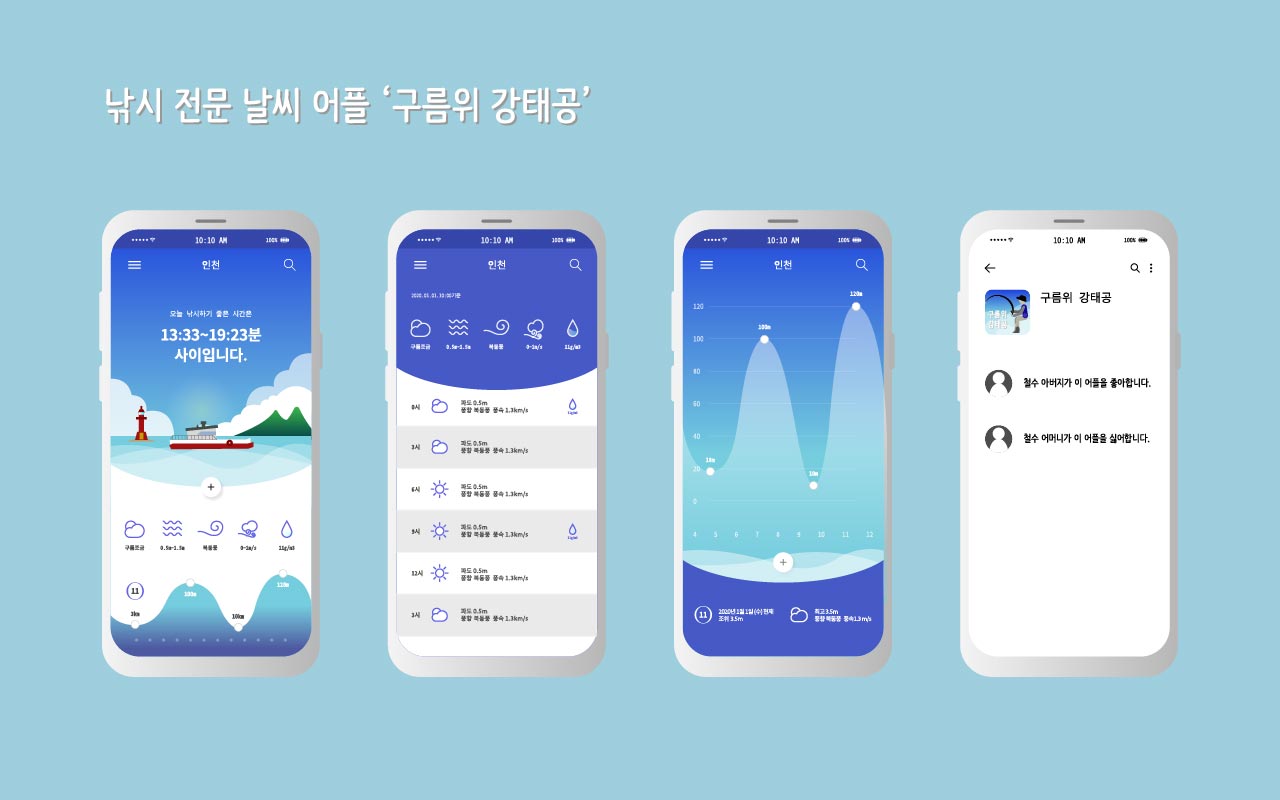 낚시 전문 날씨 어플 ‘구름위 강태공’
10:10 AM
100%
인천
오늘 낚시하기 좋은 시간은
13:33~19:23분
사이입니다.
+
구름조금
0.5m~1.5m
북동풍
0~1m/s
11g/m3
11
1km
100m
10km
110m
10:10 AM
100%
인천
2020.01.01.10:00기준
구름조금
0.5m~1.5m
북동풍
0~1m/s
11g/m3
0시
파도 0.5m
풍향 북동풍 풍속 1.3km/s
Light
3시
파도 0.5m
풍향 북동풍 풍속 1.3km/s
6시
파도 0.5m
풍향 북동풍 풍속 1.3km/s
9시
파도 0.5m
풍향 북동풍 풍속 1.3km/s
Light
12시
파도 0.5m
풍향 북동풍 풍속 1.3km/s
3시
파도 0.5m
풍향 북동풍 풍속 1.3km/s
10:10 AM
100%
인천
120m
120
100m
100
80
60
40
18m
20
10m
0
4 5 6 7 8 9 10 11 12
+
11
2020년 1월 1일 (수) 현재
조위 3.5m
최고 3.5m
풍향 북동풍 풍속1.3 m/s
10:10 AM
100%
구름위 강태공
구름위
강태공
철수 아버지가 이 어플을 좋아합니다.
철수 어머니가 이 어플을 싫어합니다.